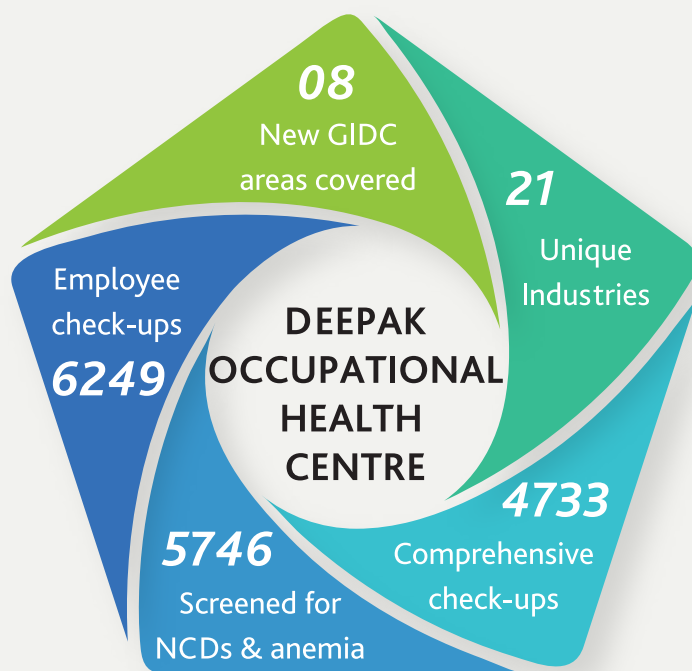 08
New GIDC
areas covered
21
Unique
Industries
Employee
check-ups
6249
DEEPAK
OCCUPATIONAL
HEALTH
CENTRE
4733
Comprehensive
check-ups
5746
Screened for
NCDs & anemia